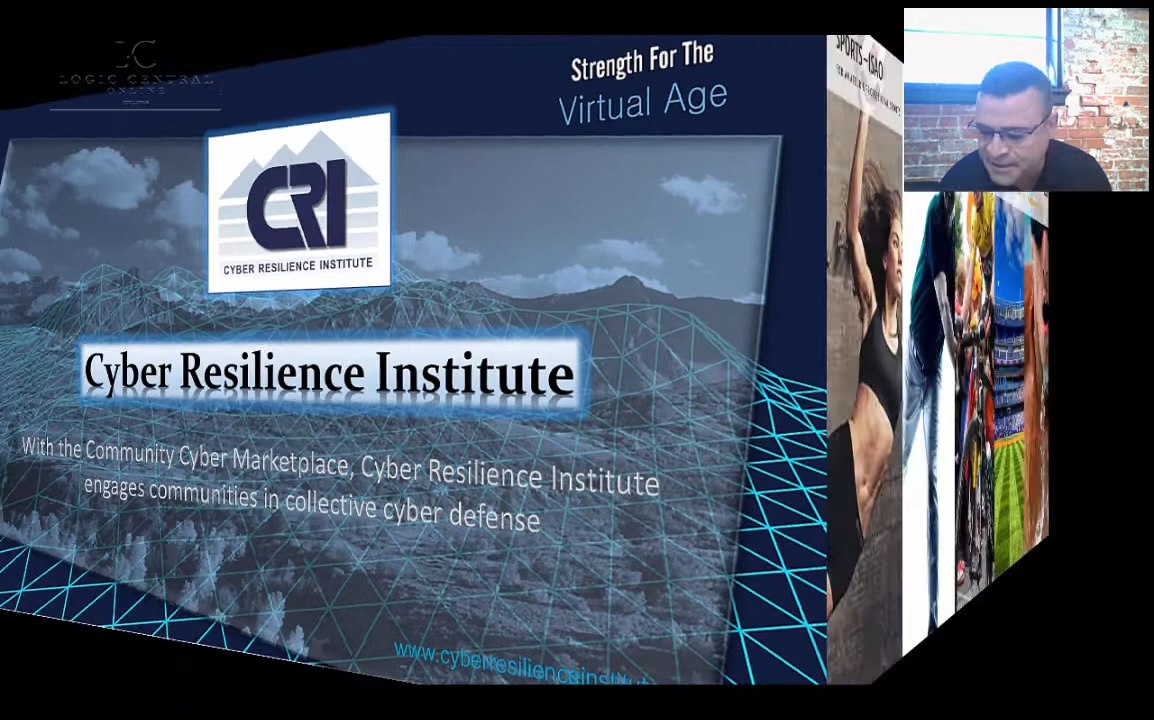 LC
LOGIC CENTRAL
ONLINE
Strength For The
Virtual Age
CRI
CYBER RESILIENCE INSTITUTE
Cyber Resilience Institute
With the Community Cyber Marketplace, Cyber Resilience Institute
engages communities in collective cyber defense
SPORTS-ISAO